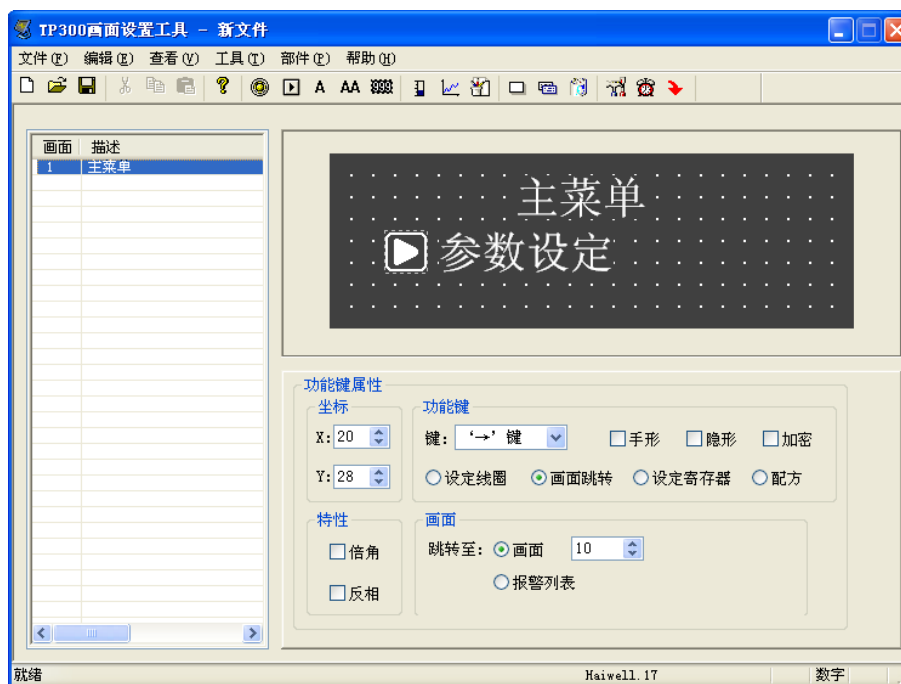 TP300画面设置工具 - 新文件
文件(F) 编辑(E) 查看(V) 工具(T) 部件(P) 帮助(H)
A AA
画面 描述
1 主菜单
主菜单
参数设定
功能键属性
坐标
X: 20
Y: 28
功能键
键: ‘→’ 键 手形 隐形 加密
设定线圈 画面跳转 设定寄存器 配方
特性
倍角
反相
画面
跳转至: 画面 10
报警列表
就绪 Haiwell.17 数字